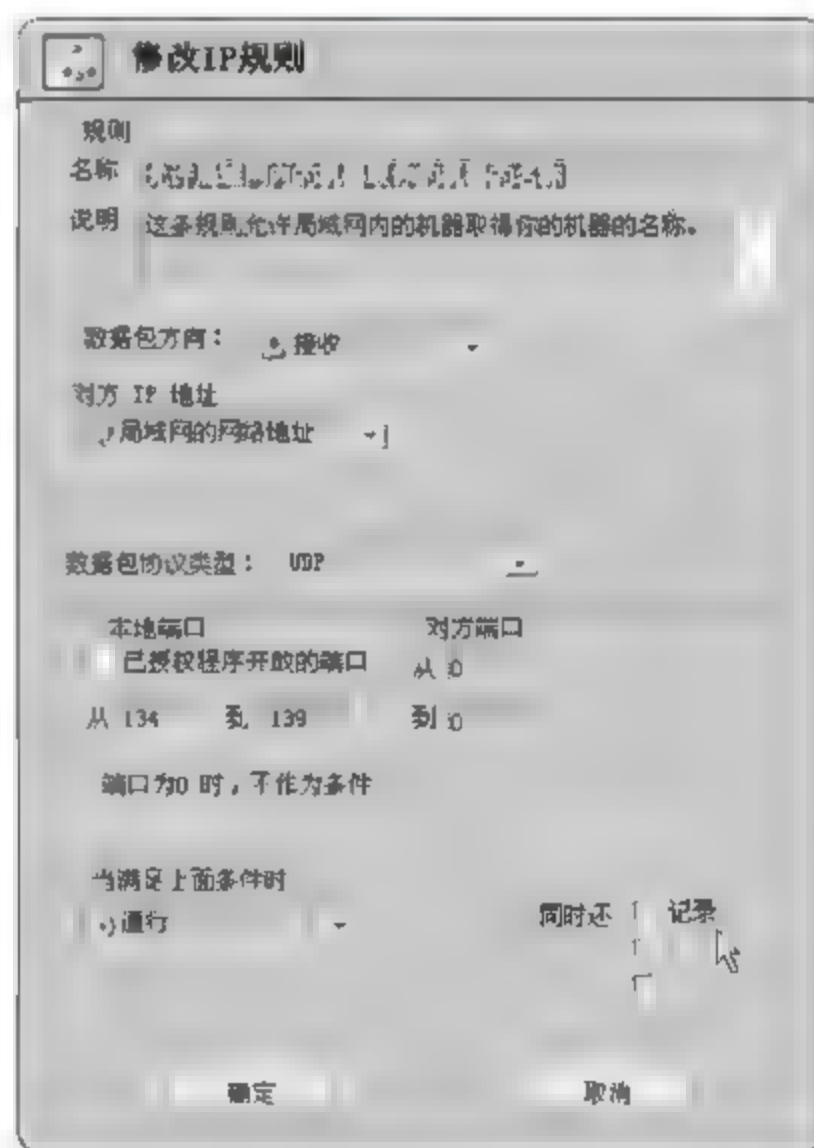 修改IP规则
规则
名称
说明 这条规则允许局域网内的机器取得你的机器的名称。
数据包方向： 接收
对方 IP 地址
局域网的网络地址
数据包协议类型： UDP
本地端口 对方端口
已授权程序开放的端口 从 0
从 134 到 139 到 0
端口为0 时，不作为条件
当满足上面条件时
通行 同时还 记录
确定 取消